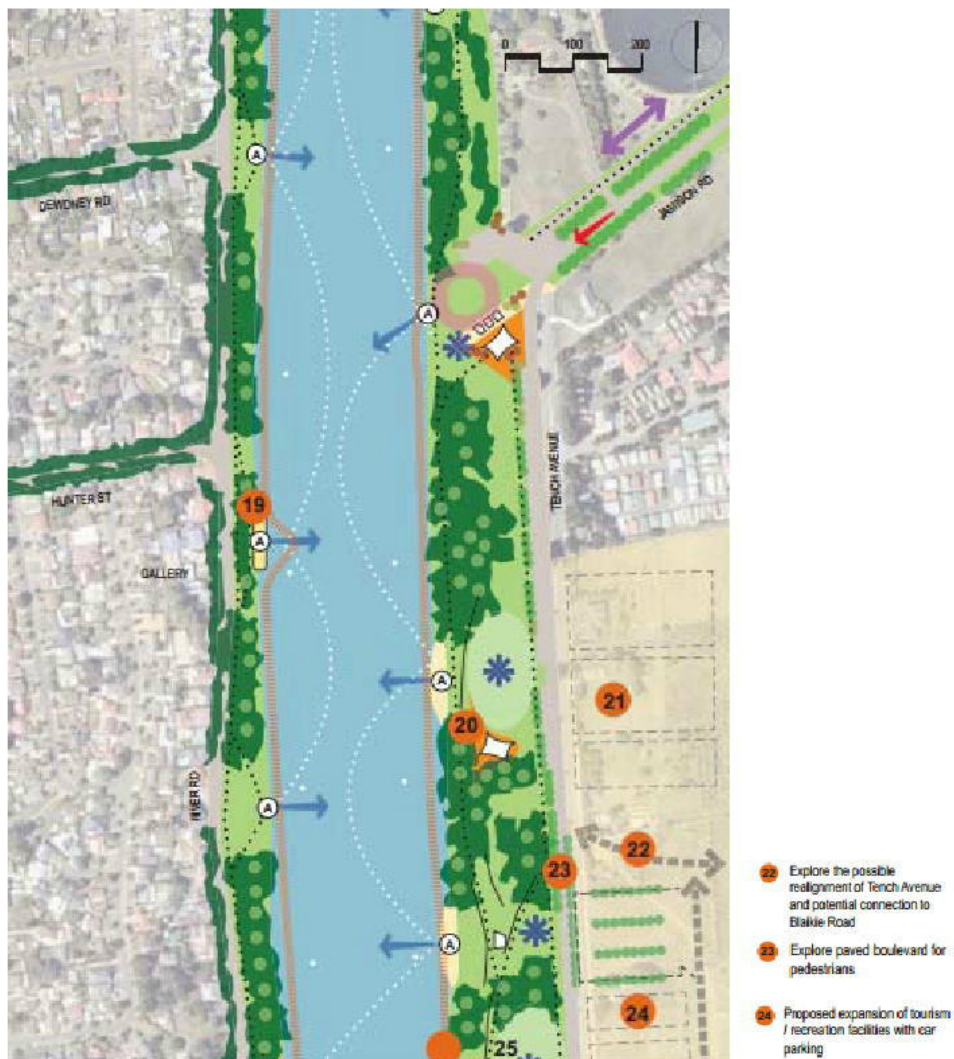 0 100 200
A
DEWDNEY RD
JAMISON RD
A
TENCH AVENUE
HUNTER ST
19
A
GALLERY
A
21
20
RIVER RD
A
22
23
A
24
25
22 Explore the possible
realignment of Tench Avenue
and potential connection to
Blaikie Road
23 Explore paved boulevard for
pedestrians
24 Proposed expansion of tourism
/ recreation facilities with car
parking